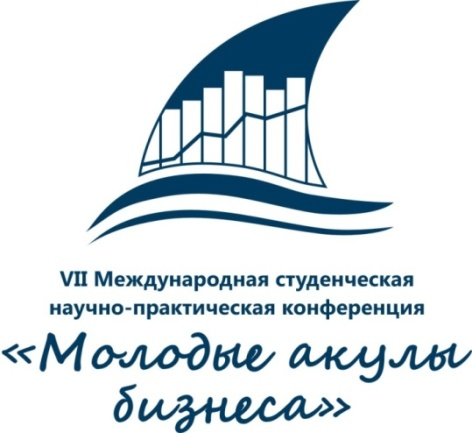 VII Международная студенческая
научно-практическая конференция
«Молодые акулы
бизнеса»